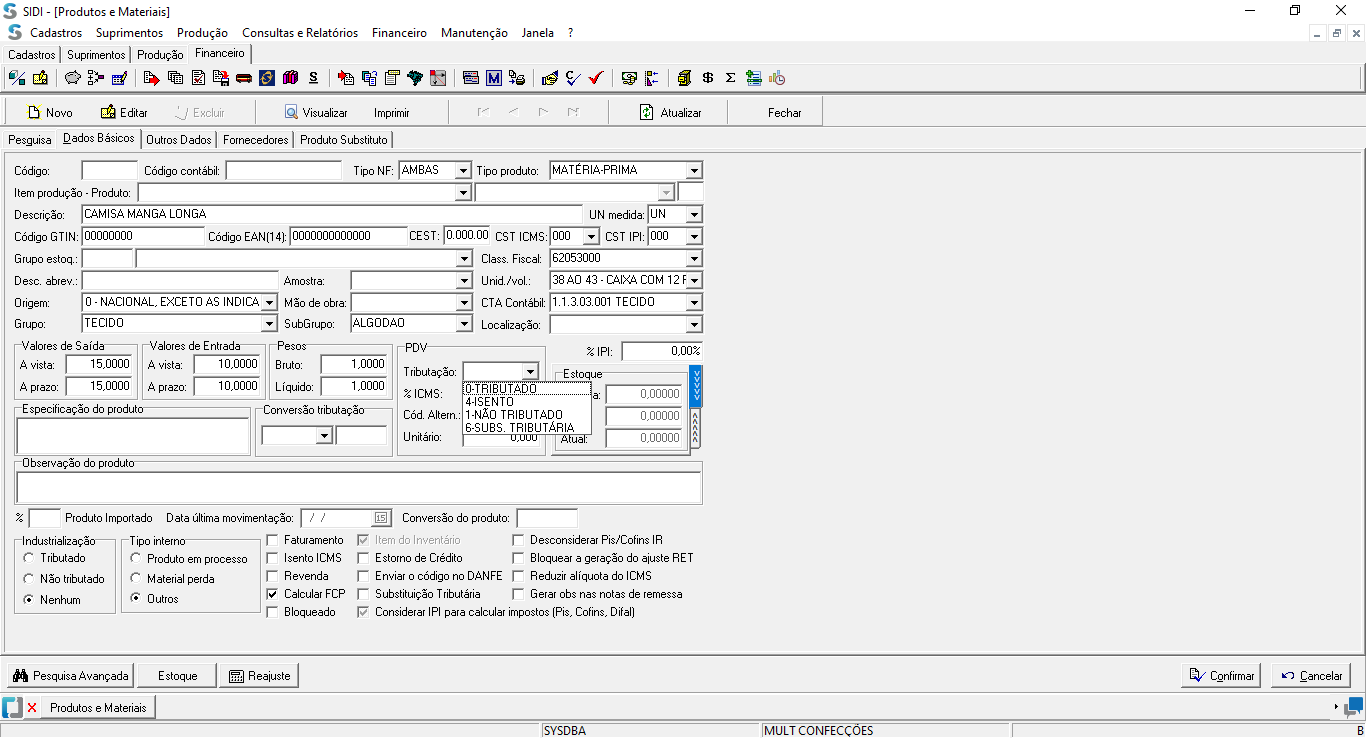 SIDI - [Produtos e Materiais]
Cadastros Suprimentos Produção Consultas e Relatórios Financeiro Manutenção Janela ?
Cadastros Suprimentos Produção Financeiro
Novo Editar Excluir Visualizar Imprimir Atualizar Fechar
Pesquisa Dados Básicos Outros Dados Fornecedores Produto Substituto
Código: Código contábil: Tipo NF: AMBAS Tipo produto: MATÉRIA-PRIMA
Item produção - Produto:
Descrição: CAMISA MANGA LONGA UN medida: UN
Código GTIN: 00000000 Código EAN(14): 0000000000000 CEST: 0.000.00 CST ICMS: 000 CST IPI: 000
Grupo estoq.: Class. Fiscal: 62053000
Desc. abrev.: Amostra: Unid./vol.: 38 AO 43 - CAIXA COM 12
Origem: 0 - NACIONAL, EXCETO AS INDICA Mão de obra: CTA Contábil: 1.1.3.03.001 TECIDO
Grupo: TECIDO SubGrupo: ALGODAO Localização:
Valores de Saída Valores de Entrada Pesos PDV % IPI: 0,00%
A vista: 15,0000 A vista: 10,0000 Bruto: 1,0000 Tributação: Estoque
A prazo: 15,0000 A prazo: 10,0000 Líquido: 1,0000 % ICMS: 0-TRIBUTADO a: 0,00000
4-ISENTO
Especificação do produto Conversão tributação Cód. Altern.: 1-NÃO TRIBUTADO 0,00000
6-SUBS. TRIBUTÁRIA
Unitário: 0,000 Atual: 0,00000
Observação do produto
% Produto Importado Data última movimentação: / / 15 Conversão do produto:
Industrialização Tipo interno Faturamento Item do Inventário Desconsiderar Pis/Cofins IR
Tributado Produto em processo Isento ICMS Estorno de Crédito Bloquear a geração do ajuste RET
Não tributado Material perda Revenda Enviar o código no DANFE Reduzir alíquota do ICMS
Nenhum Outros Calcular FCP Substituição Tributária Gerar obs nas notas de remessa
Bloqueado Considerar IPI para calcular impostos (Pis, Cofins, Difal)
Pesquisa Avançada Estoque Reajuste Confirmar Cancelar
Produtos e Materiais
SYSDBA MULT CONFECÇÕES B